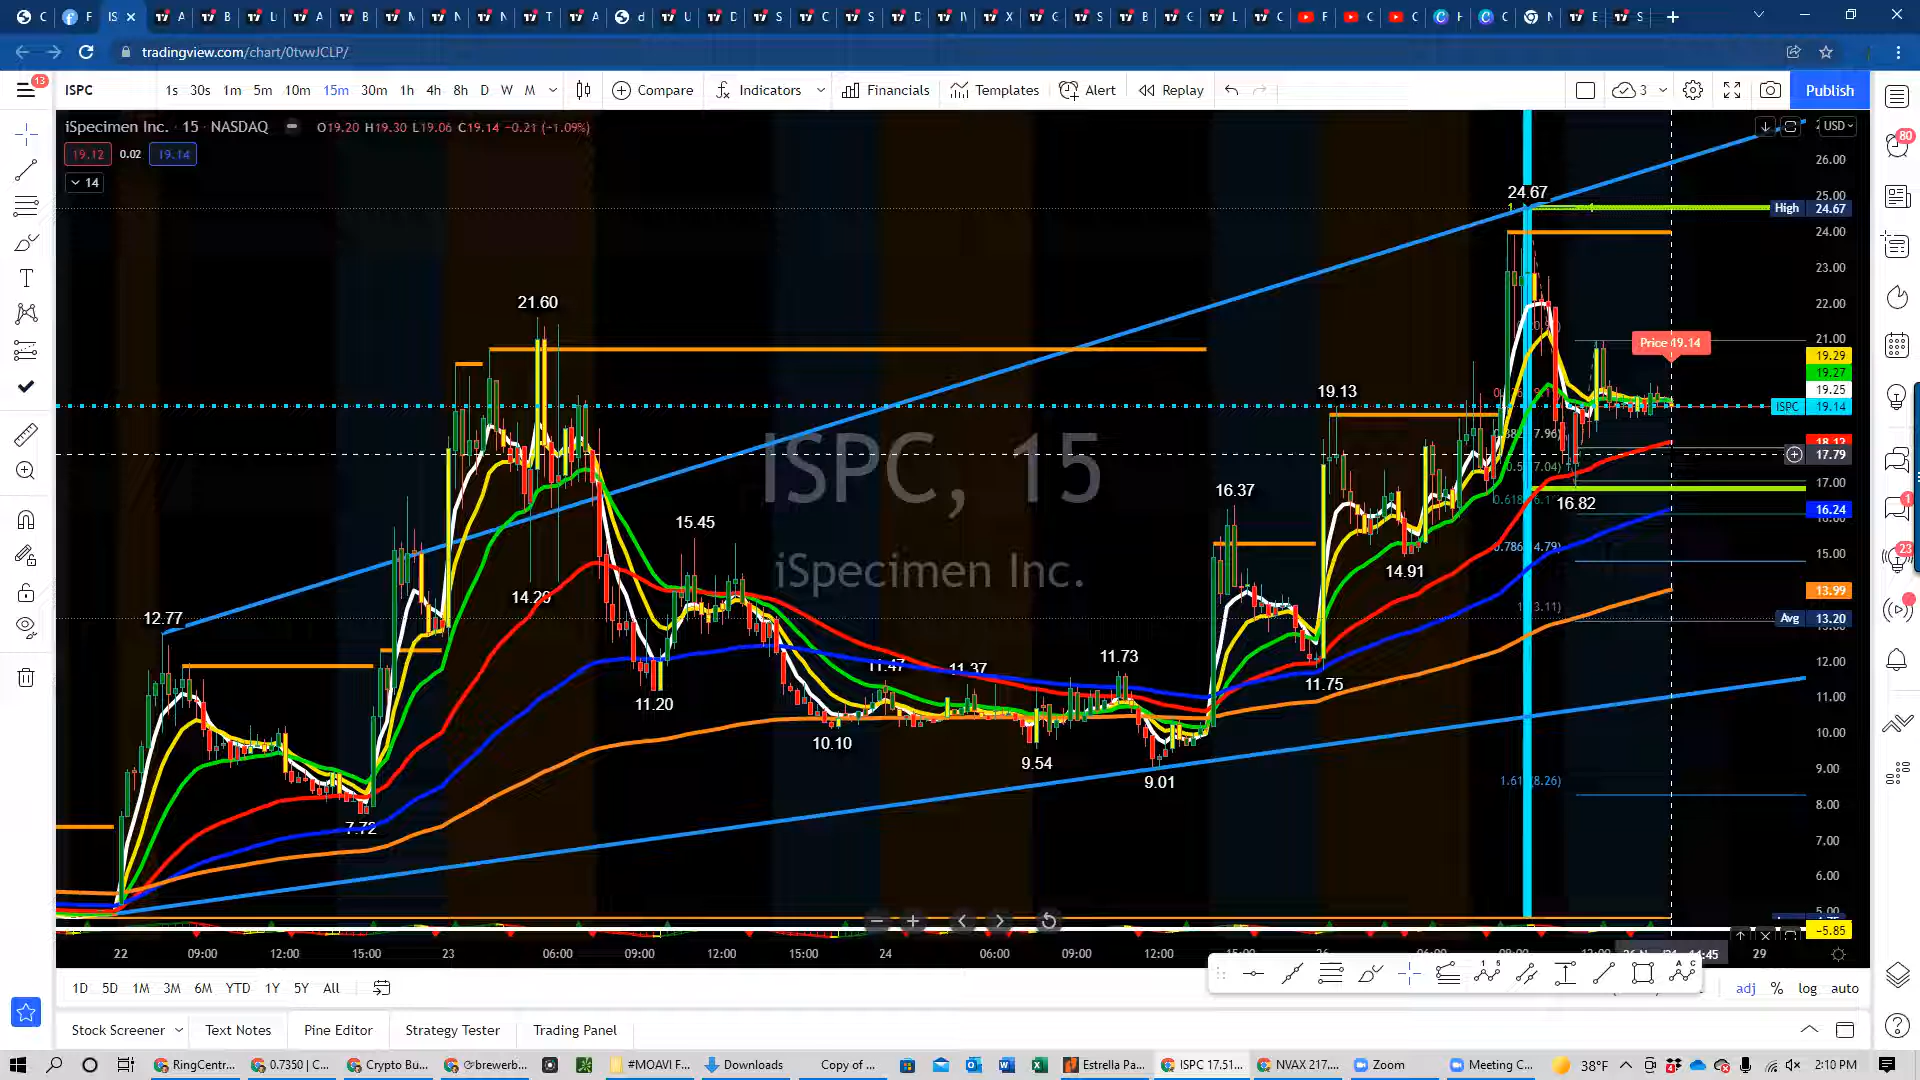 tradingview.com/chart/0tvwJCLP/
13
ISPC 1s 30s 1m 5m 10m 15m 30m 1h 4h 8h D W M Compare Indicators Financials Templates Alert Replay 3 Publish
iSpecimen Inc. · 15 · NASDAQ O19.20 H19.30 L19.06 C19.14 −0.21 (−1.09%)
USD
19.12 0.02 19.14
14
80
26.00
25.00
24.67
High 24.67
24.00
23.00
22.00
21.60
21.00
Price
19.14
19.29
19.27
19.25
19.13
ISPC 19.14
ISPC, 15
18.12
17.79
17.00
16.37
16.82
16.24
15.45
15.00
14.91
iSpecimen Inc.
13.99
12.77
Avg 13.20
12.00
11.73
11.75
11.00
11.20
10.10
10.00
9.54
9.01
9.00
8.00
7.72
7.00
6.00
5.00
−5.85
22 09:00 12:00 15:00 23 06:00 09:00 12:00 15:00 24 06:00 09:00 12:00 29
1D 5D 1M 3M 6M YTD 1Y 5Y All adj % log auto
Stock Screener Text Notes Pine Editor Strategy Tester Trading Panel
RingCentr... 0.7350 | C... Crypto Bu... @brewerb... #MOAVI F... Downloads Copy of ... Estrella Pa... ISPC 17.51... NVAX 217.... Zoom Meeting C... 38°F 2:10 PM